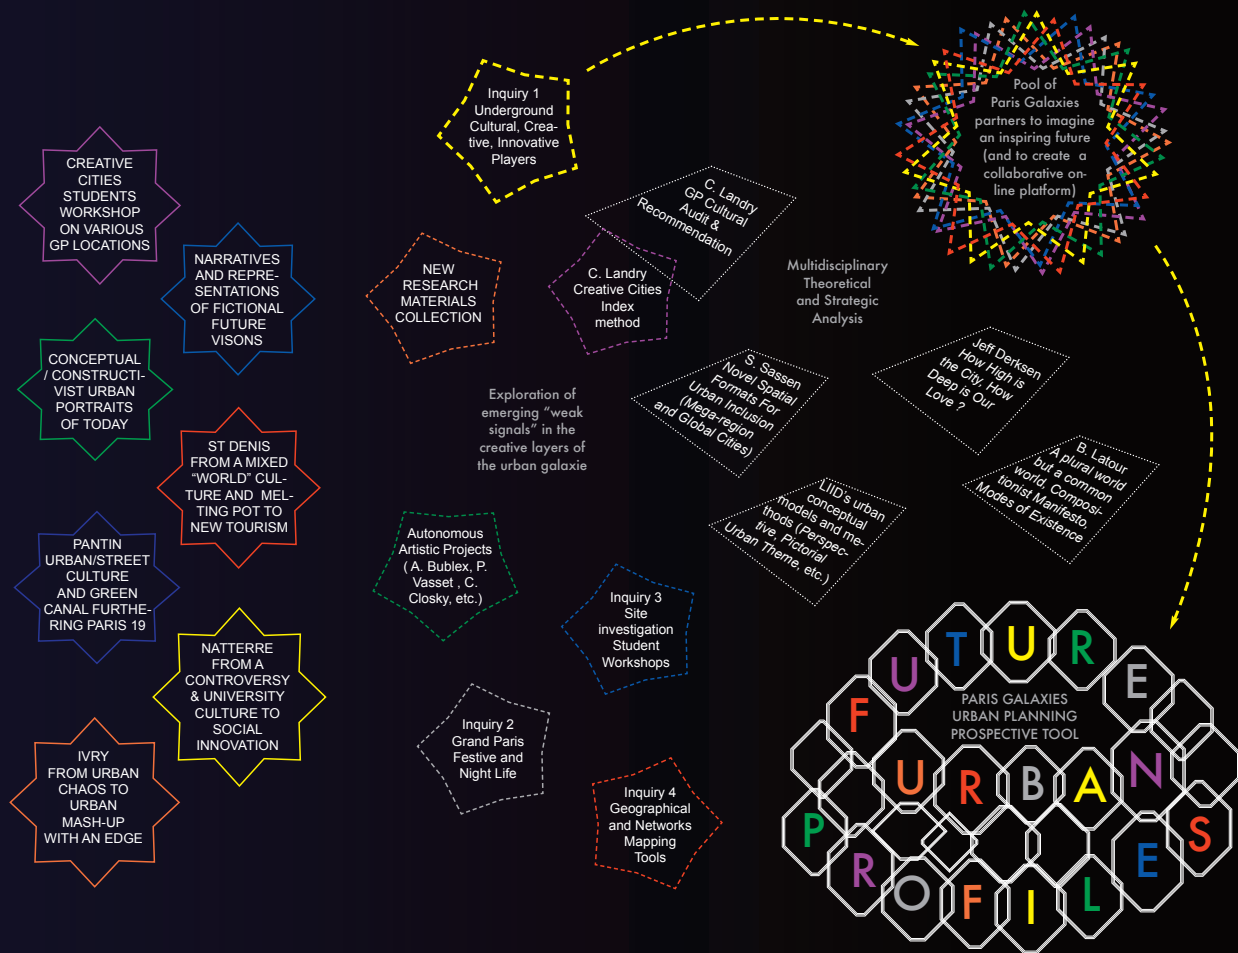 CREATIVE
CITIES
STUDENTS
WORKSHOP
ON VARIOUS
GP LOCATIONS
NARRATIVES
AND REPRE-
SENTATIONS
OF FICTIONAL
FUTURE
VISONS
CONCEPTUAL
/ CONSTRUCTI-
VIST URBAN
PORTRAITS
OF TODAY
ST DENIS
FROM A MIXED
“WORLD” CUL-
TURE AND MEL-
TING POT TO
NEW TOURISM
PANTIN
URBAN/STREET
CULTURE
AND GREEN
CANAL FURTHE-
RING PARIS 19
NATTERRE
FROM A
CONTROVERSY
& UNIVERSITY
CULTURE TO
SOCIAL
INNOVATION
IVRY
FROM URBAN
CHAOS TO
URBAN
MASH-UP
WITH AN EDGE
Inquiry 1
Underground
Cultural, Crea-
tive, Innovative
Players
NEW
RESEARCH
MATERIALS
COLLECTION
C. Landry
Creative Cities
Index
method
C. Landry
GP Cultural
Audit &
Recommendation
Exploration of
emerging “weak
signals” in the
creative layers of
the urban galaxie
Multidisciplinary
Theoretical
and Strategic
Analysis
S. Sassen
Novel Spatial
Formats For
Urban Inclusion
(Mega-region
and Global Cities)
Jeff Derksen
How High is
the City, How
Deep is Our
Love ?
B. Latour
A plural world
but a common
world. Composi-
tionist Manifesto.
Modes of Existence
LIID’s urban
conceptual
models and me-
thods (Perspec-
tive, Pictorial
Urban Theme, etc.)
Autonomous
Artistic Projects
( A. Bublex, P.
Vasset , C.
Closky, etc.)
Inquiry 3
Site
investigation
Student
Workshops
Inquiry 2
Grand Paris
Festive and
Night Life
Inquiry 4
Geographical
and Networks
Mapping
Tools
Pool of
Paris Galaxies
partners to imagine
an inspiring future
(and to create a
collaborative on-
line platform)
FUTURE
PARIS GALAXIES
URBAN PLANNING
PROSPECTIVE TOOL
URBAN
PROFILES